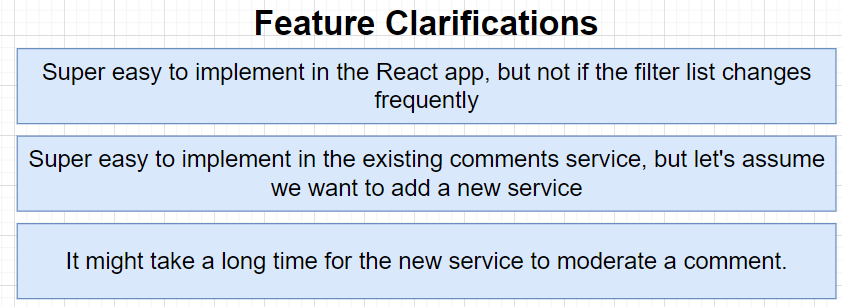 Feature Clarifications
Super easy to implement in the React app, but not if the filter list changes
frequently
Super easy to implement in the existing comments service, but let's assume
we want to add a new service
It might take a long time for the new service to moderate a comment.